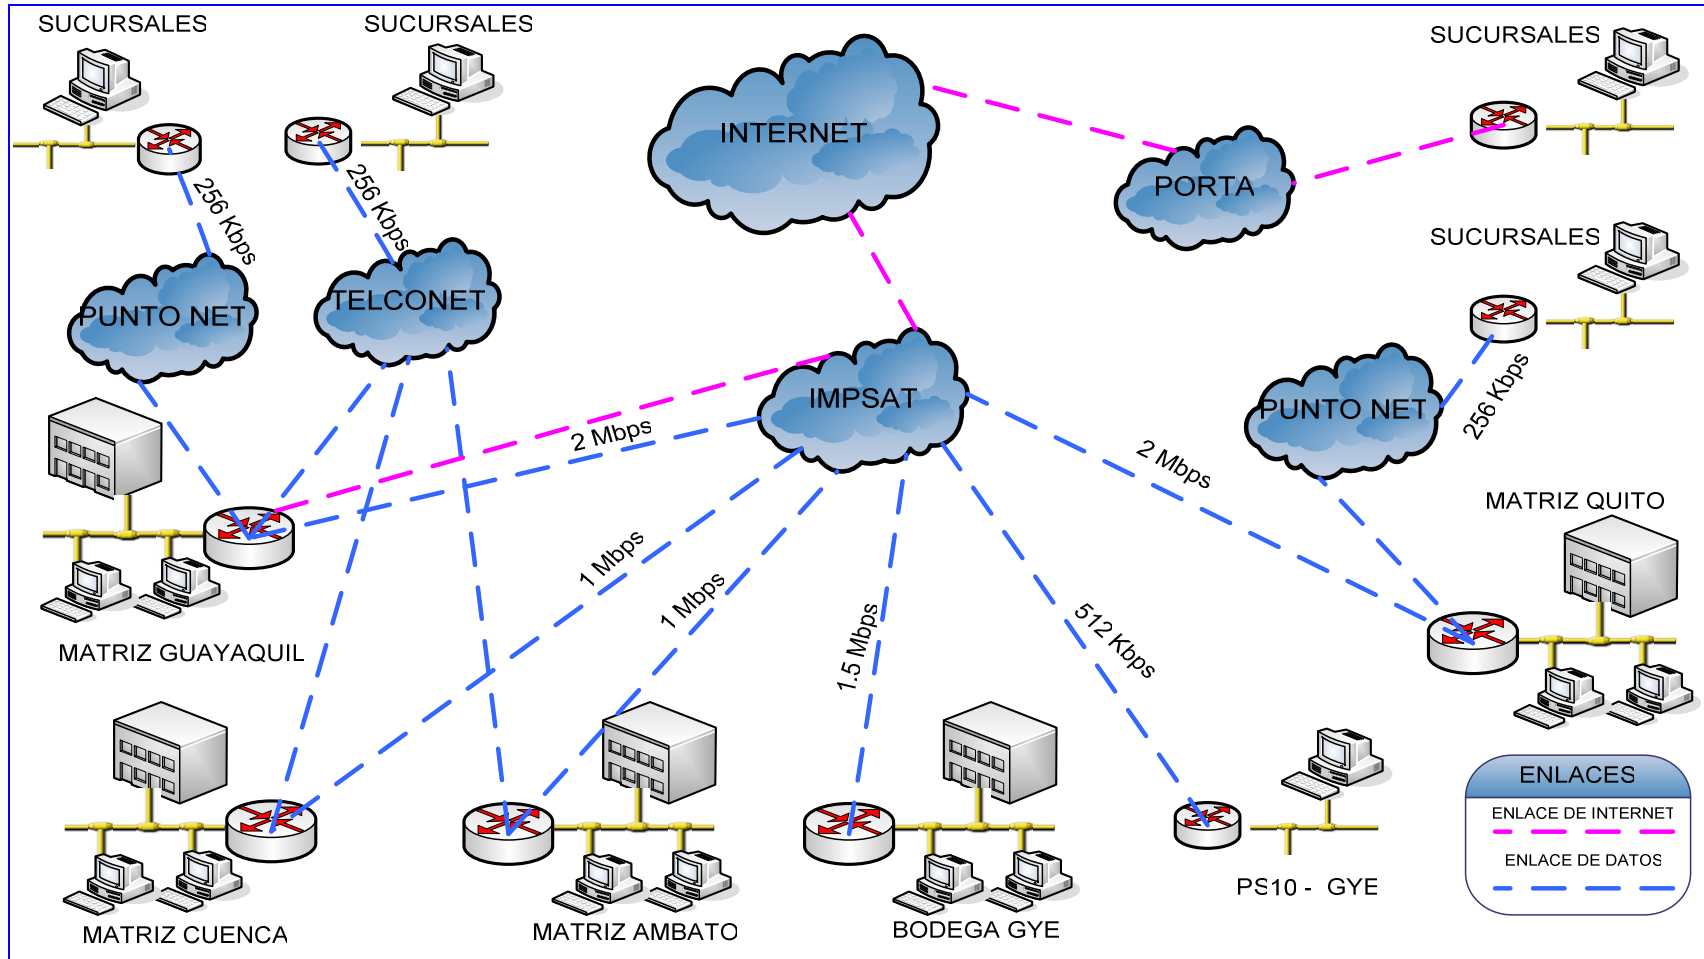 SUCURSALES
SUCURSALES
SUCURSALES
INTERNET
PORTA
256 Kbps
256 Kbps
SUCURSALES
PUNTO NET
TELCONET
IMPSAT
PUNTO NET
256 Kbps
2 Mbps
2 Mbps
MATRIZ QUITO
1 Mbps
1 Mbps
1.5 Mbps
512 Kbps
MATRIZ GUAYAQUIL
ENLACES
ENLACE DE INTERNET
ENLACE DE DATOS
PS10 - GYE
MATRIZ CUENCA
MATRIZ AMBATO
BODEGA GYE